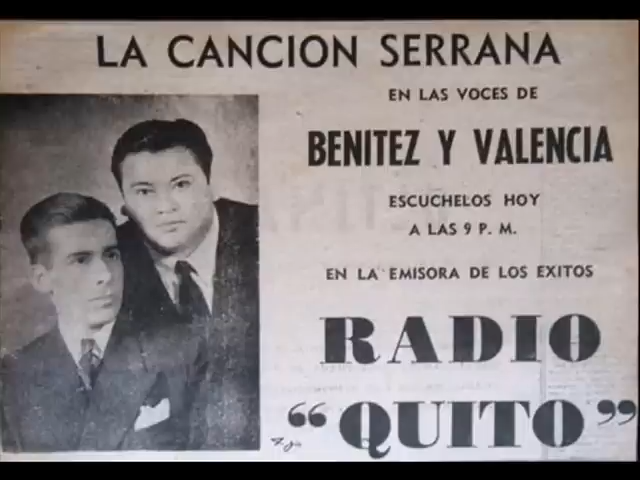 LA CANCION SERRANA
EN LAS VOCES DE
BENITEZ Y VALENCIA
ESCUCHELOS HOY
A LAS 9 P. M.
EN LA EMISORA DE LOS EXITOS
RADIO
“QUITO”